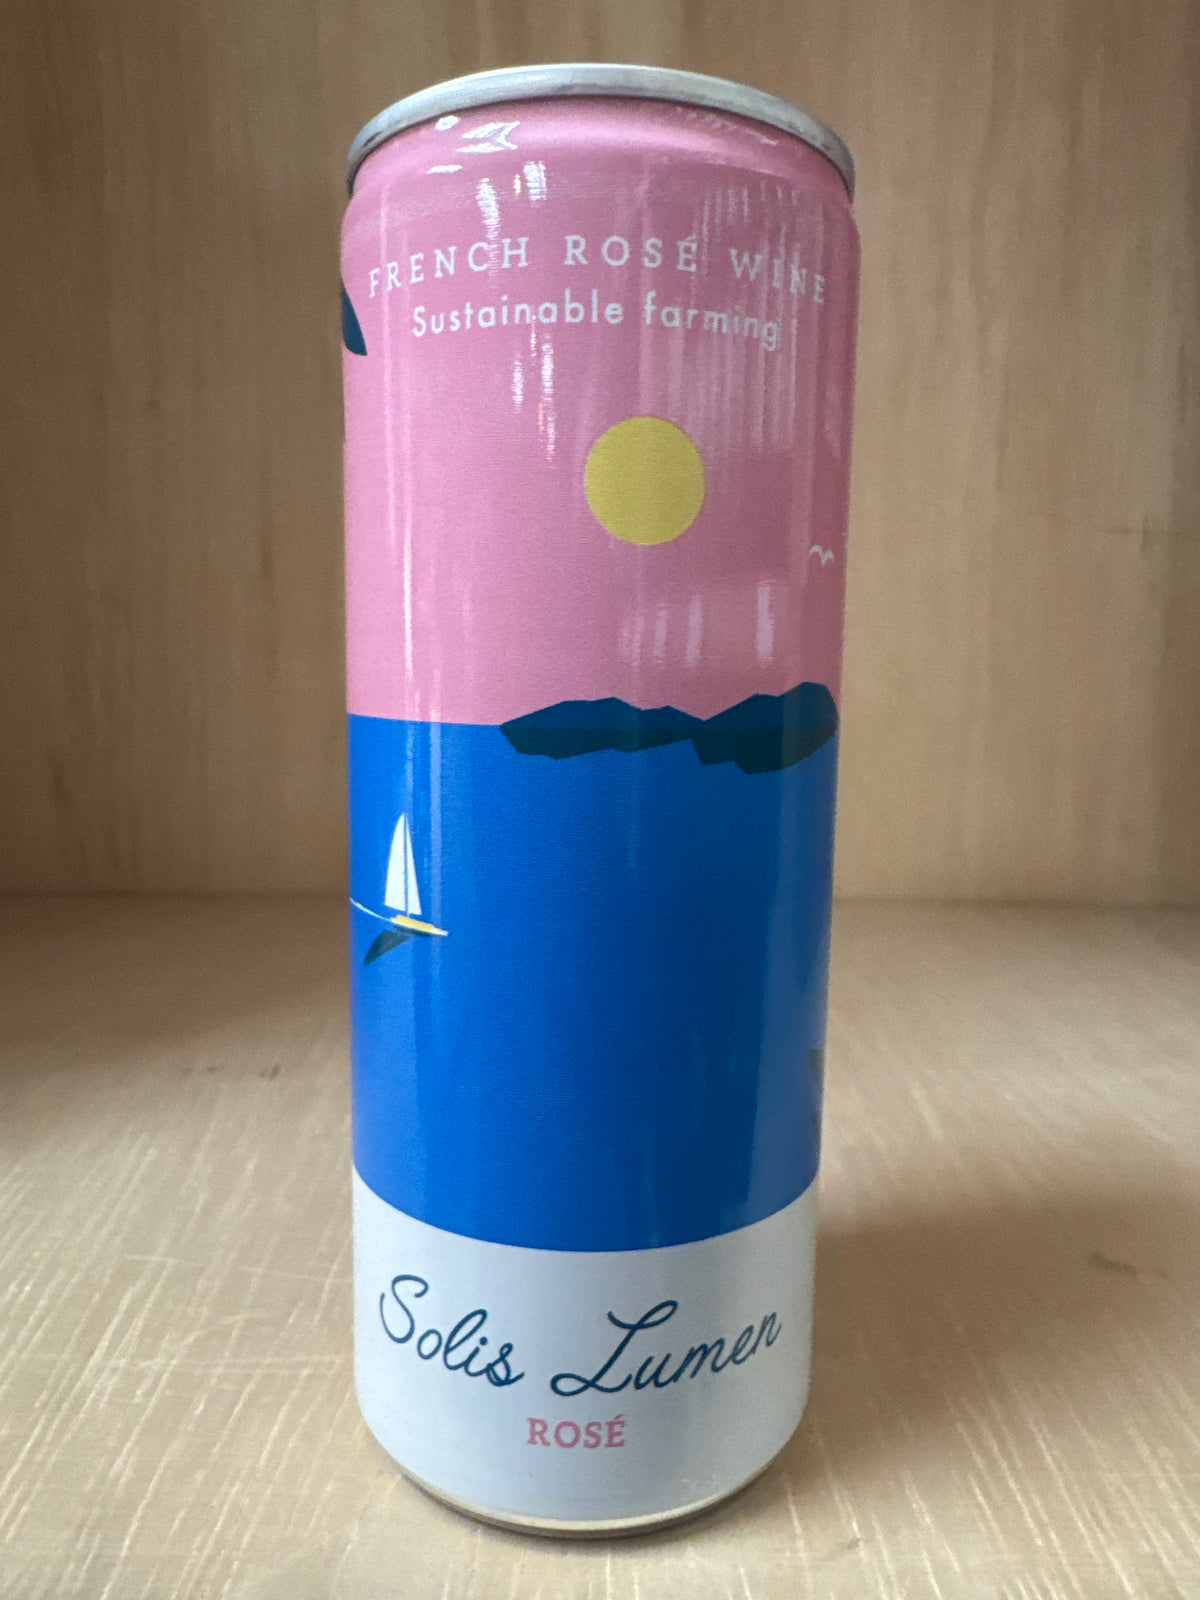 FRENCH ROSÉ WINE
Sustainable farming
Solis Lumen
ROSÉ